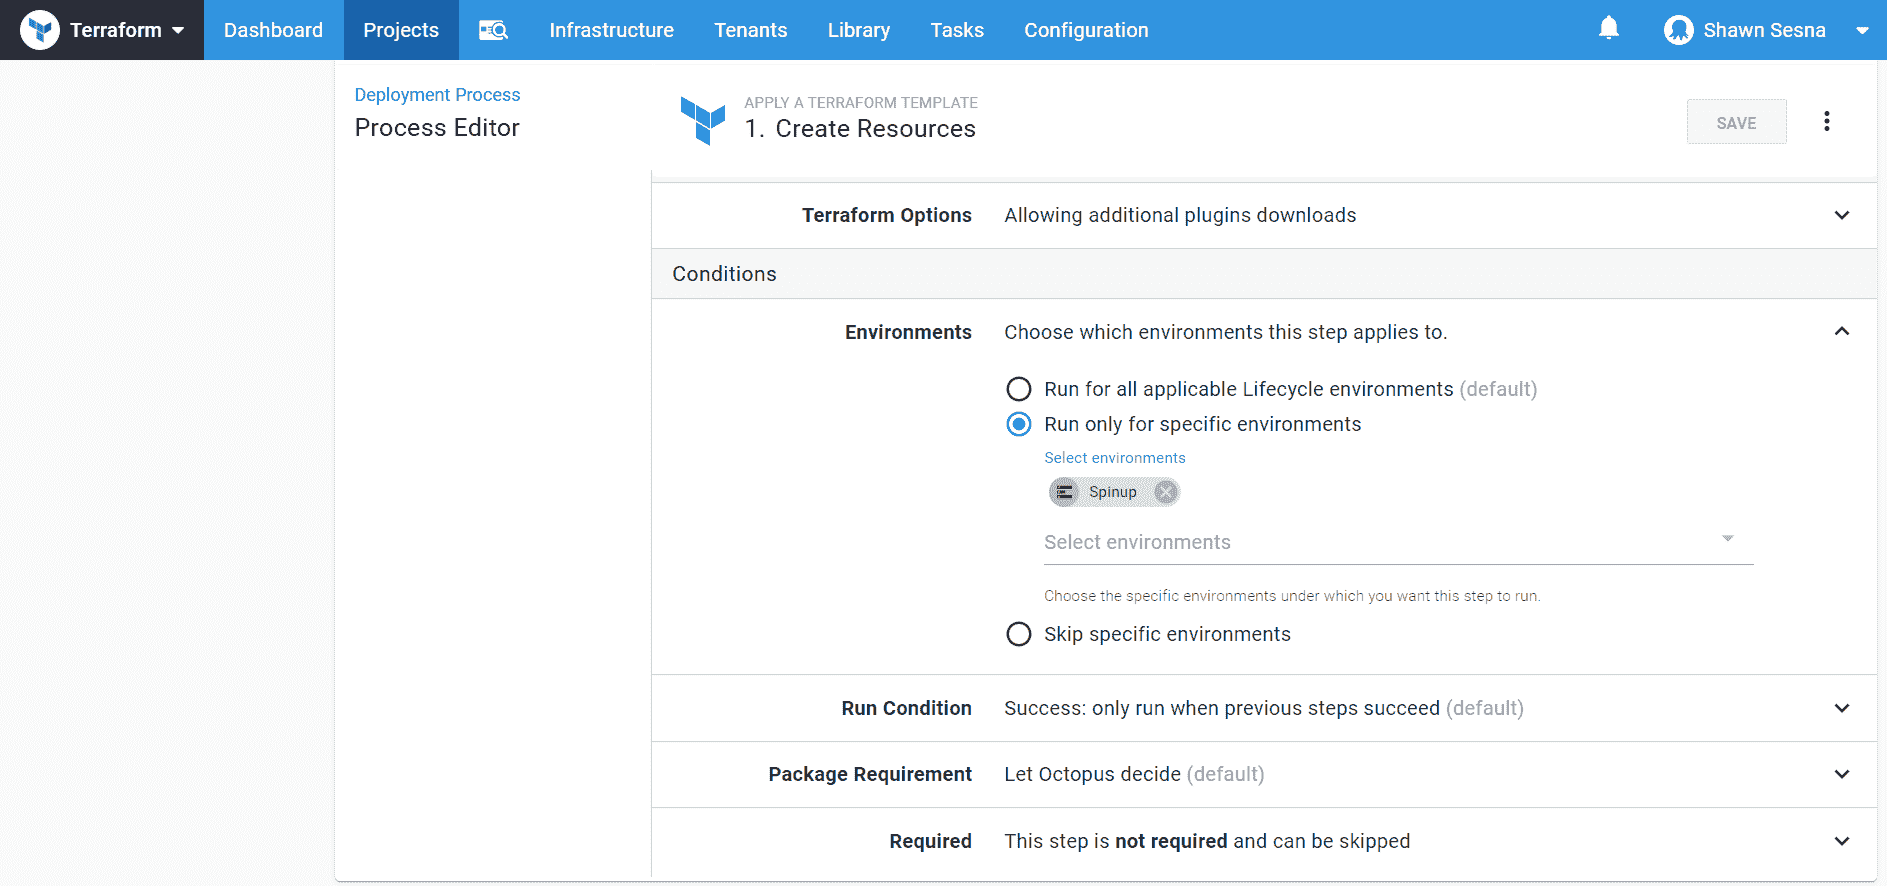 Terraform
Dashboard
Projects
Infrastructure
Tenants
Library
Tasks
Configuration
Shawn Sesna
Deployment Process
Process Editor
APPLY A TERRAFORM TEMPLATE
1. Create Resources
SAVE
Terraform Options Allowing additional plugins downloads
Conditions
Environments Choose which environments this step applies to.
Run for all applicable Lifecycle environments (default)
Run only for specific environments
Select environments
Spinup
Select environments
Choose the specific environments under which you want this step to run.
Skip specific environments
Run Condition Success: only run when previous steps succeed (default)
Package Requirement Let Octopus decide (default)
Required This step is not required and can be skipped